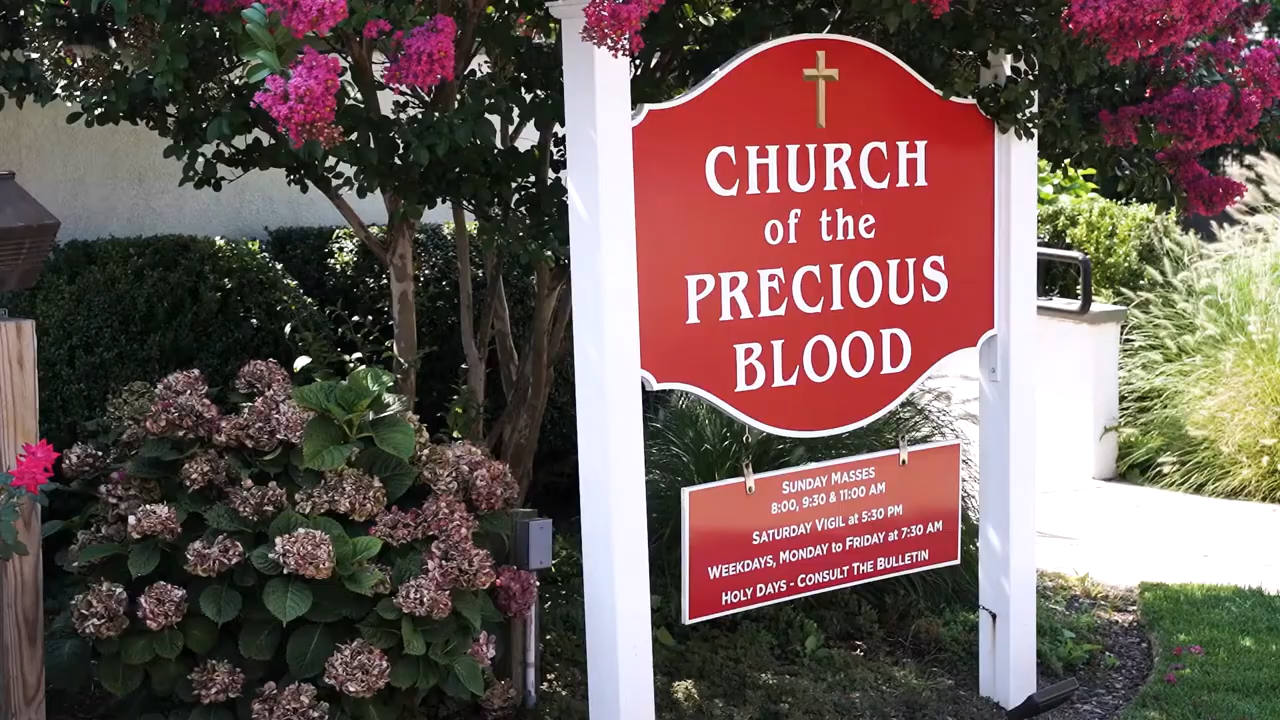 CHURCH
of the
PRECIOUS
BLOOD
SUNDAY MASSES
8:00, 9:30 & 11:00 AM
SATURDAY VIGIL at 5:30 PM
WEEKDAYS, MONDAY to FRIDAY at 7:30 AM
HOLY DAYS - CONSULT THE BULLETIN